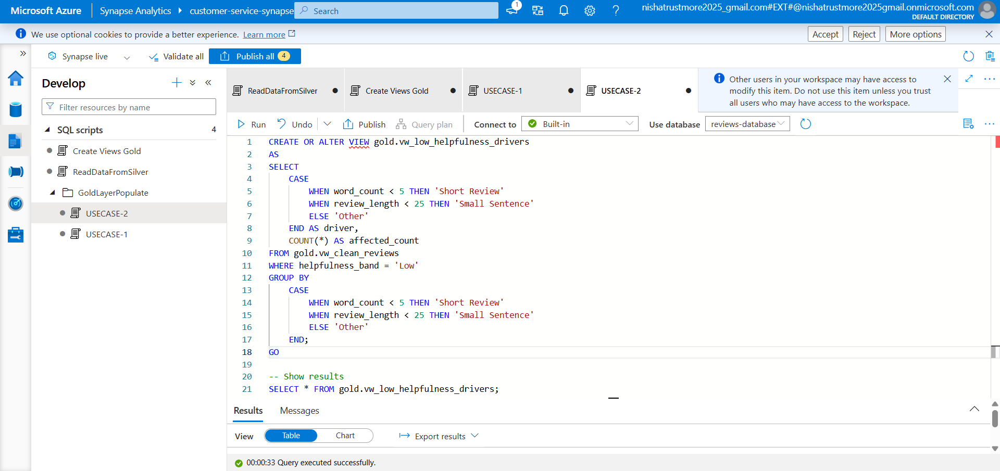 Microsoft Azure
Synapse Analytics
customer-service-synapse
Search
1
nishatrustmore2025_gmail.com#EXT#@nishatrustmore2025gmail.onmicrosoft.com
DEFAULT DIRECTORY
We use optional cookies to provide a better experience. Learn more
Accept
Reject
More options
Synapse live
Validate all
Publish all 4
Develop
Filter resources by name
SQL scripts 4
Create Views Gold
ReadDataFromSilver
GoldLayerPopulate
USECASE-2
USECASE-1
ReadDataFromSilver
Create Views Gold
USECASE-1
USECASE-2
Other users in your workspace may have access to
modify this item. Do not use this item unless you trust
all users who may have access to the workspace.
Run
Undo
Publish
Query plan
Connect to
Built-in
Use database
reviews-database
1 CREATE OR ALTER VIEW gold.vw_low_helpfulness_drivers
2 AS
3 SELECT
4 CASE
5 WHEN word_count < 5 THEN 'Short Review'
6 WHEN review_length < 25 THEN 'Small Sentence'
7 ELSE 'Other'
8 END AS driver,
9 COUNT(*) AS affected_count
10 FROM gold.vw_clean_reviews
11 WHERE helpfulness_band = 'Low'
12 GROUP BY
13 CASE
14 WHEN word_count < 5 THEN 'Short Review'
15 WHEN review_length < 25 THEN 'Small Sentence'
16 ELSE 'Other'
17 END;
18 GO
19
20 -- Show results
21 SELECT * FROM gold.vw_low_helpfulness_drivers;
Results
Messages
View
Table
Chart
Export results
00:00:33 Query executed successfully.